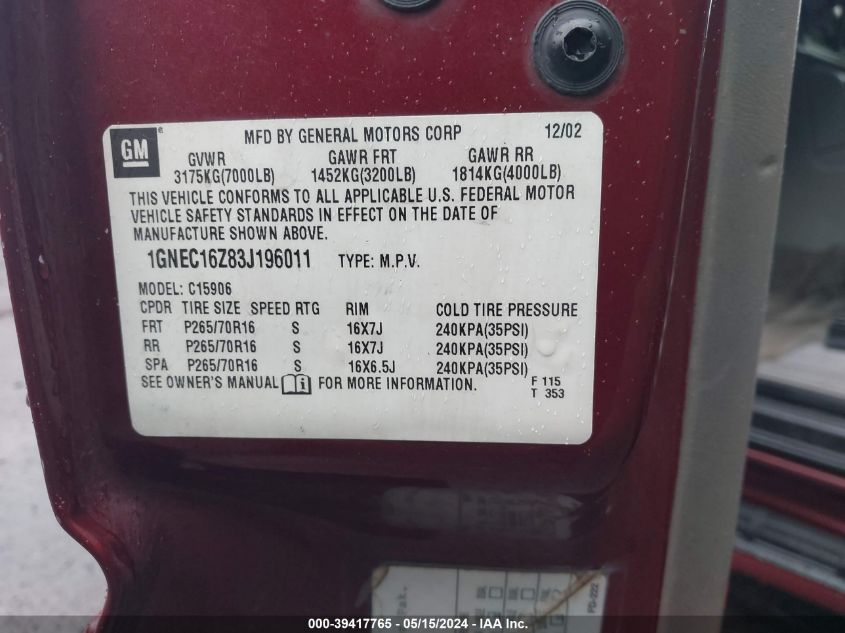 GM®
MFD BY GENERAL MOTORS CORP 12/02
GVWR GAWR FRT GAWR RR
3175KG(7000LB) 1452KG(3200LB) 1814KG(4000LB)
THIS VEHICLE CONFORMS TO ALL APPLICABLE U.S. FEDERAL MOTOR
VEHICLE SAFETY STANDARDS IN EFFECT ON THE DATE OF
MANUFACTURE SHOWN ABOVE.
1GNEC16Z83J196011 TYPE: M.P.V.
MODEL: C15906
CPDR TIRE SIZE SPEED RTG RIM COLD TIRE PRESSURE
FRT P265/70R16 S 16X7J 240KPA(35PSI)
RR P265/70R16 S 16X7J 240KPA(35PSI)
SPA P265/70R16 S 16X6.5J 240KPA(35PSI)
SEE OWNER'S MANUAL i FOR MORE INFORMATION.
F 115
T 353
PD-222
000-39417765 - 05/15/2024 - IAA Inc.